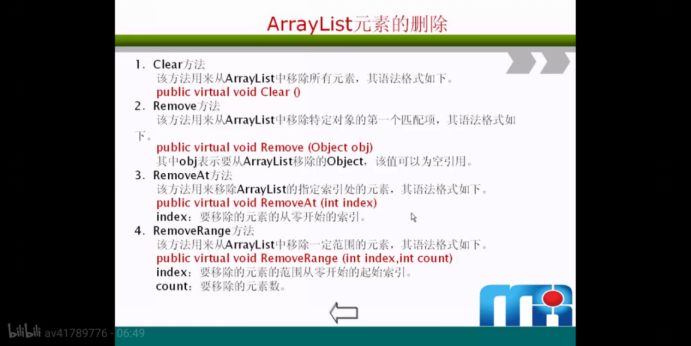 ArrayList元素的删除
1. Clear方法
该方法用来从ArrayList中移除所有元素，其语法格式如下。
public virtual void Clear ()
2. Remove方法
该方法用来从ArrayList中移除特定对象的第一个匹配项，其语法格式如
下。
public virtual void Remove (Object obj)
其中obj表示要从ArrayList移除的Object，该值可以为空引用。
3. RemoveAt方法
该方法用来移除ArrayList的指定索引处的元素，其语法格式如下。
public virtual void RemoveAt (int index)
index：要移除的元素的从零开始的索引。
4. RemoveRange方法
该方法用来从ArrayList中移除一定范围的元素，其语法格式如下。
public virtual void RemoveRange (int index,int count)
index：要移除的元素的范围从零开始的起始索引。
count：要移除的元素数。
bilibili av41789776 - 06:49